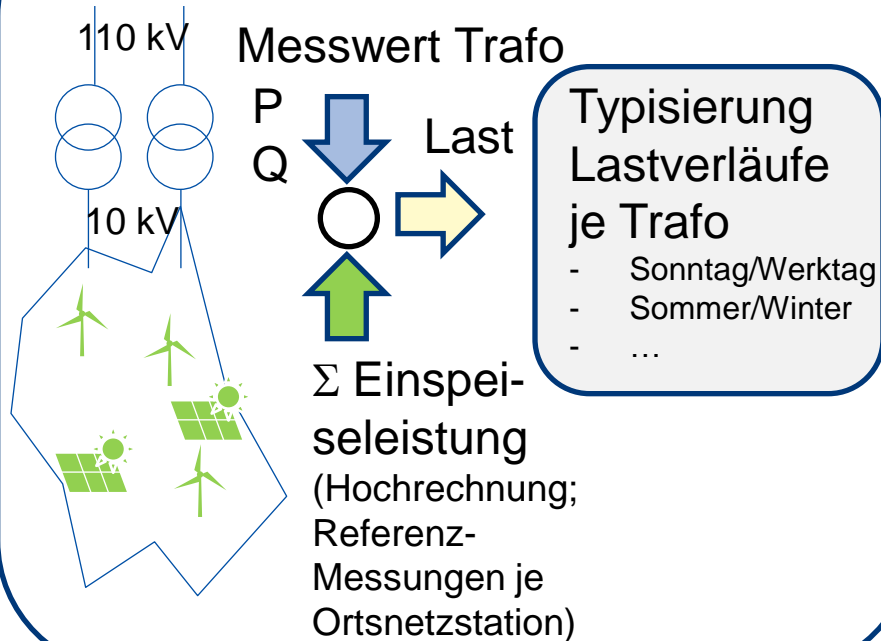 110 kV
10 kV
Messwert Trafo
P
Q
Last
Σ Einspei-
seleistung
(Hochrechnung;
Referenz-
Messungen je
Ortsnetzstation)
Typisierung
Lastverläufe
je Trafo
- Sonntag/Werktag
- Sommer/Winter
- …